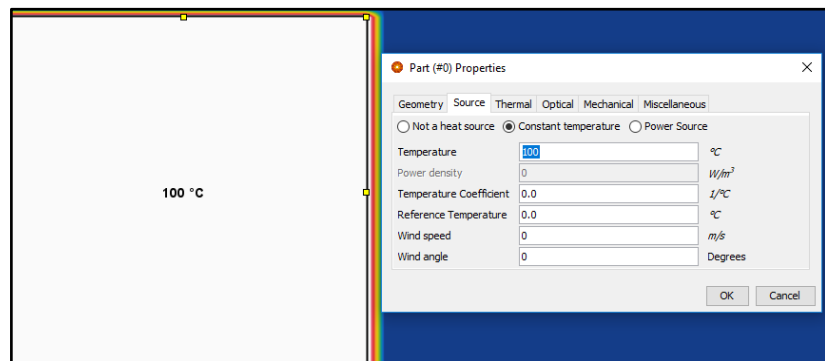 Part (#0) Properties
Geometry Source Thermal Optical Mechanical Miscellaneous
Not a heat source Constant temperature Power Source
Temperature 100 °C
Power density 0 W/m³
Temperature Coefficient 0.0 1/°C
Reference Temperature 0.0 °C
Wind speed 0 m/s
Wind angle 0 Degrees
OK Cancel
100 °C